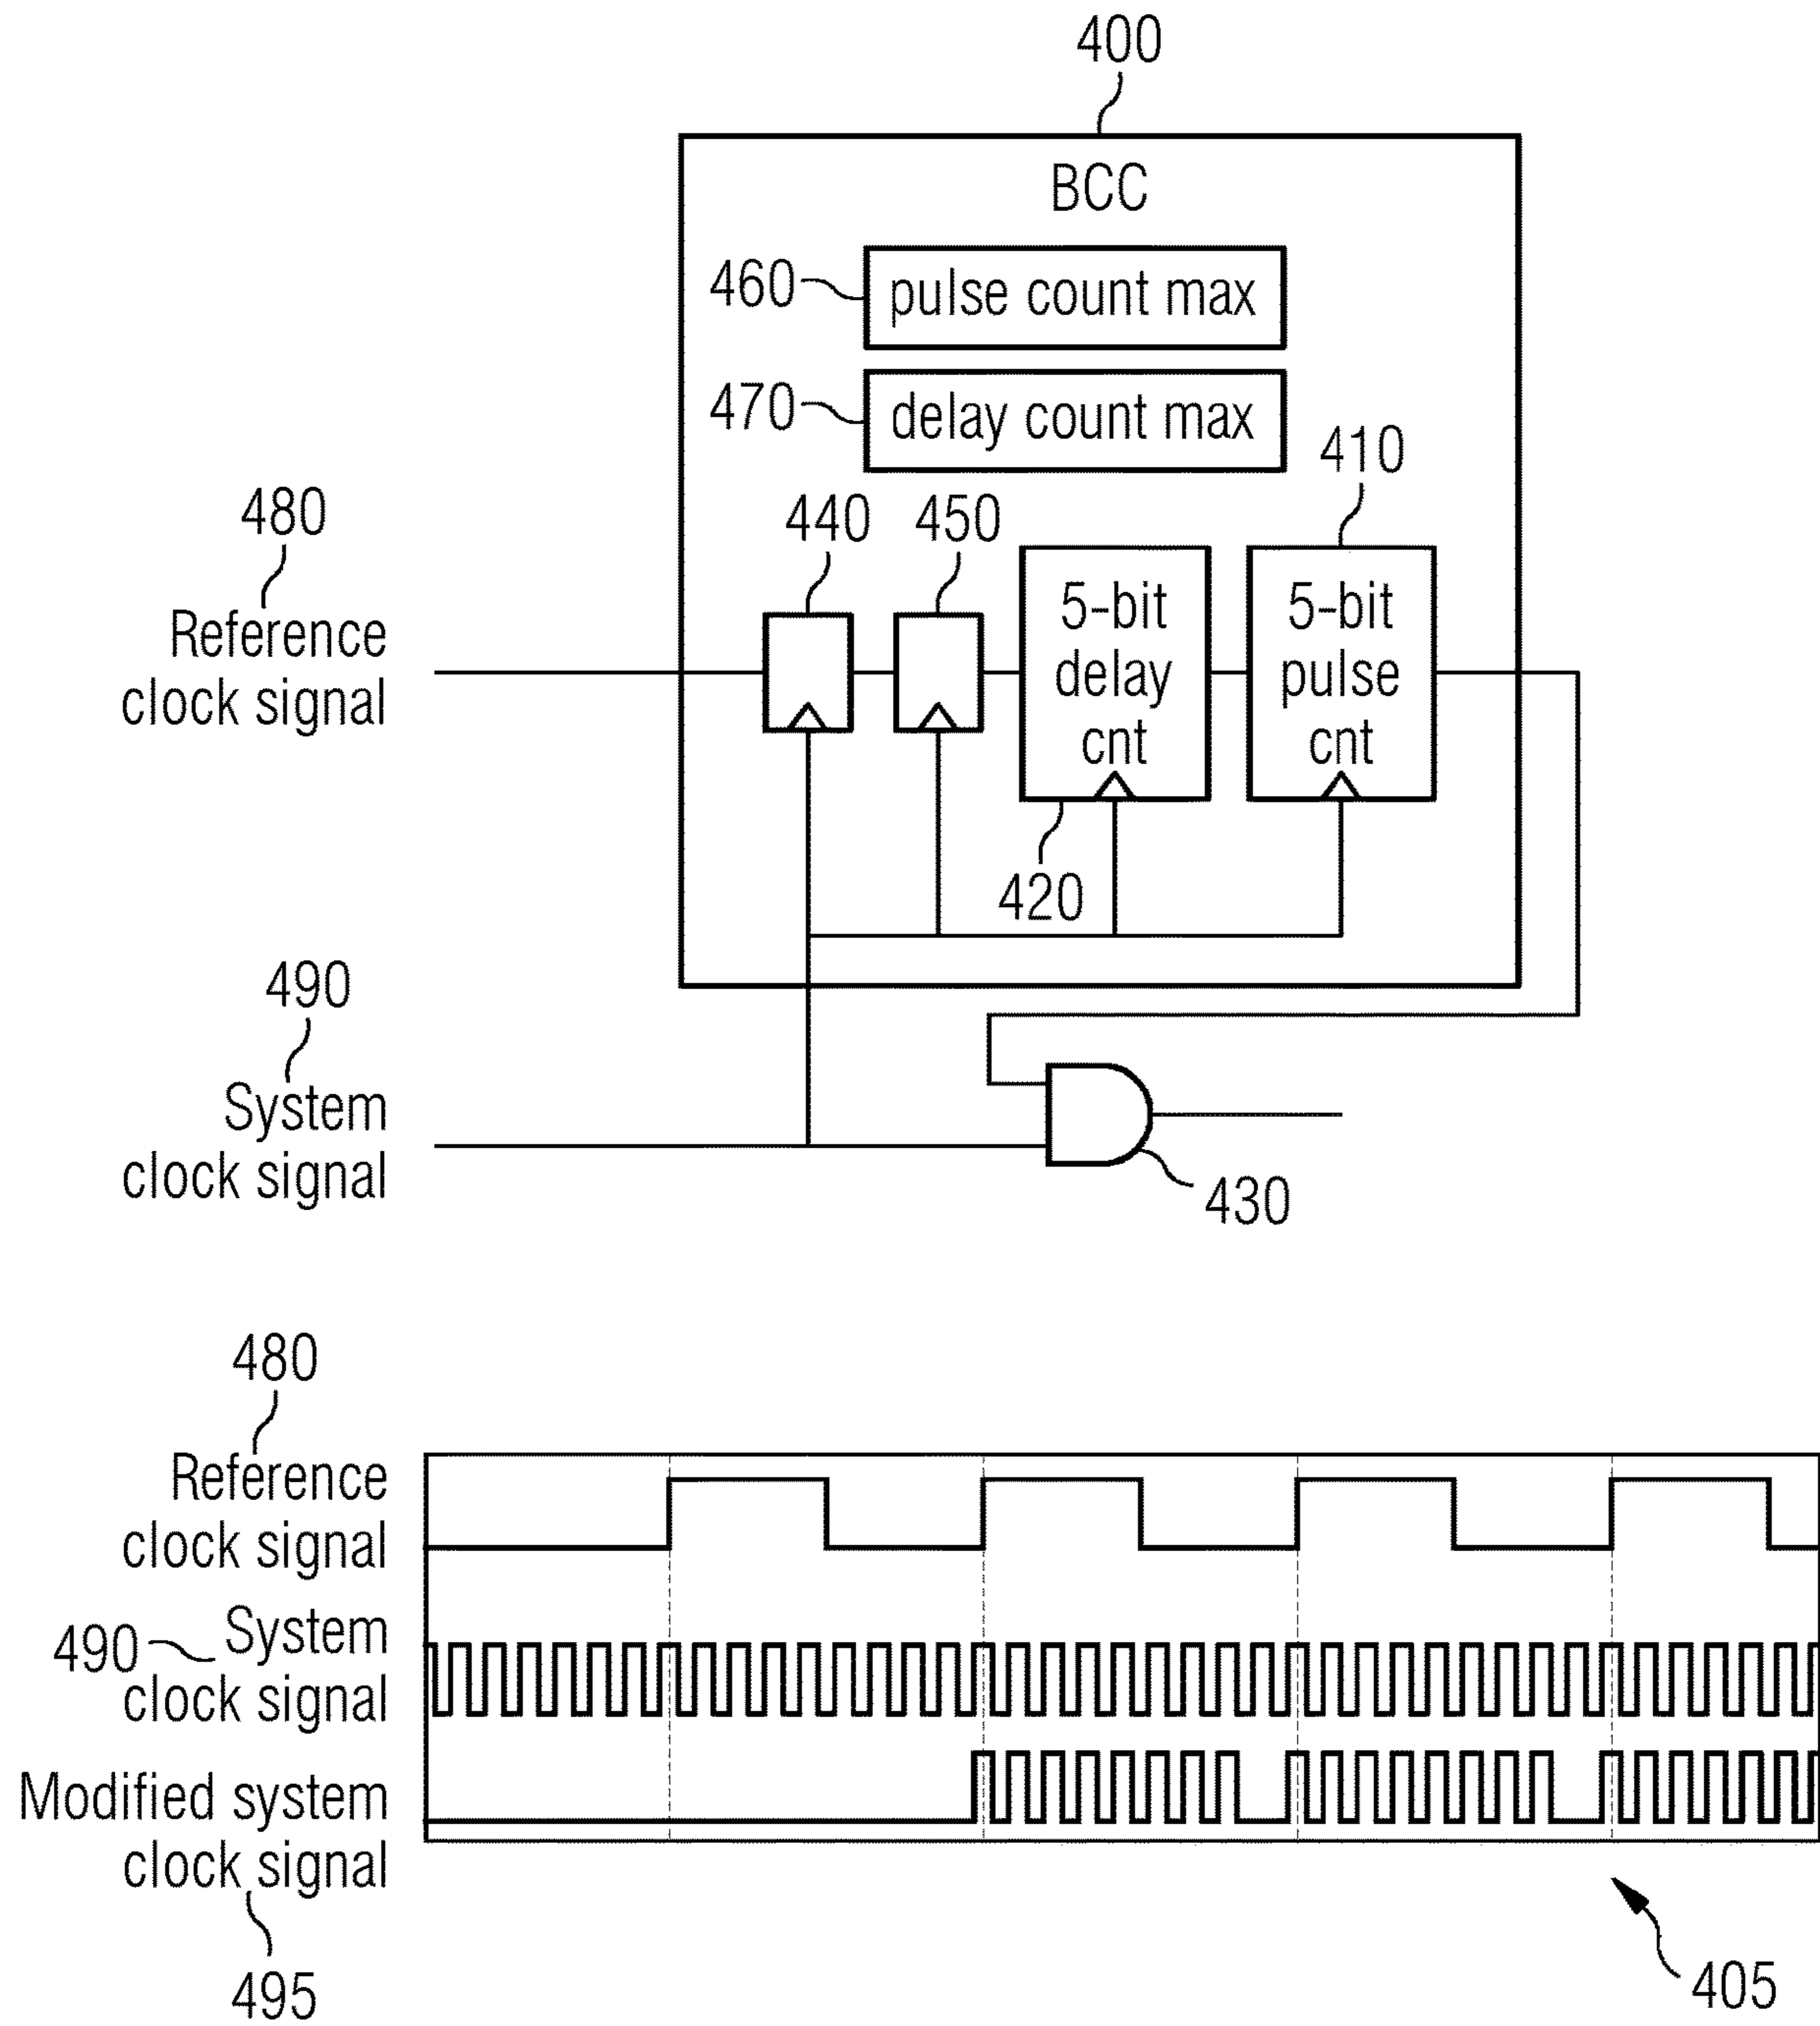 400
BCC
460
pulse count max
470
delay count max
410
480
440
450
Reference
clock signal
5-bit
delay
cnt
5-bit
pulse
cnt
420
490
System
clock signal
430
480
Reference
clock signal
490
System
clock signal
Modified system
clock signal
495
405